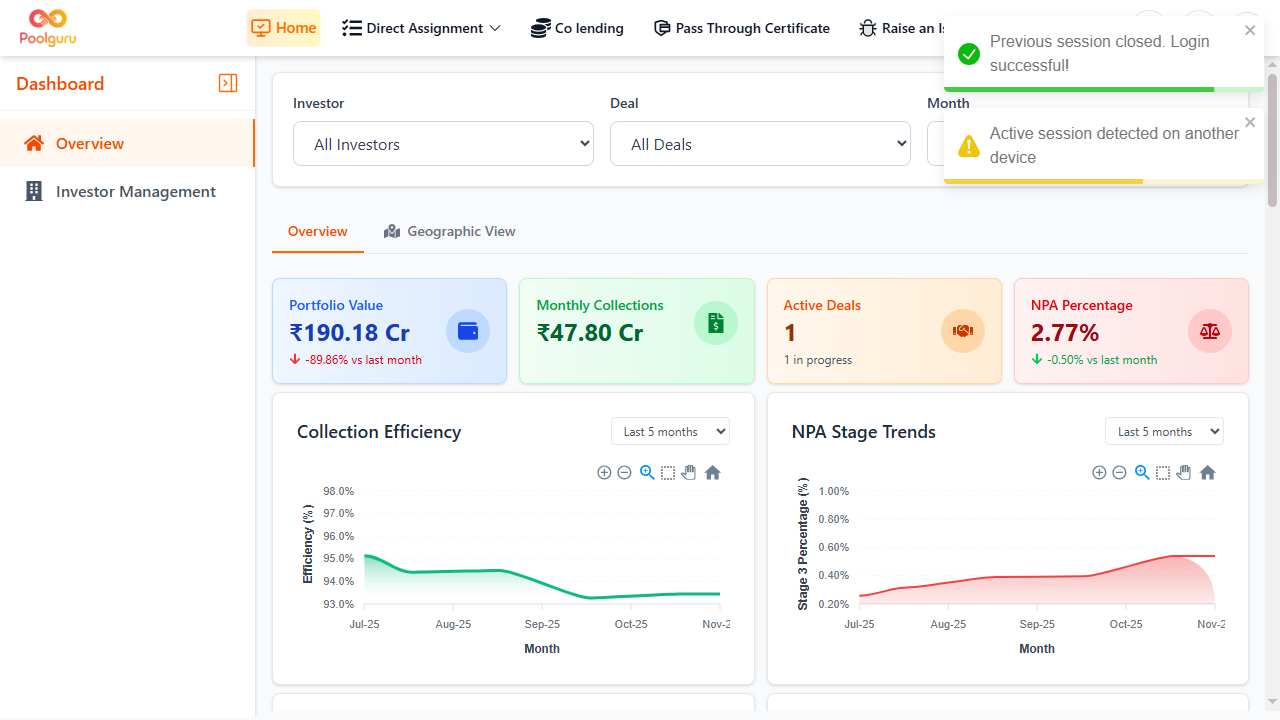 Poolguru
Home
Direct Assignment
Co lending
Pass Through Certificate
Raise an Is
Previous session closed. Login
successful!
Active session detected on another
device
Dashboard
Overview
Investor Management
Investor
Deal
Month
All Investors
All Deals
Overview
Geographic View
Portfolio Value
₹190.18 Cr
-89.86% vs last month
Monthly Collections
₹47.80 Cr
Active Deals
1
1 in progress
NPA Percentage
2.77%
-0.50% vs last month
Collection Efficiency
Last 5 months
Efficiency (%)
98.0%
97.0%
96.0%
95.0%
94.0%
93.0%
Jul-25
Aug-25
Sep-25
Oct-25
Nov-2
Month
NPA Stage Trends
Last 5 months
Stage 3 Percentage (%)
1.00%
0.80%
0.60%
0.40%
0.20%
Jul-25
Aug-25
Sep-25
Oct-25
Nov-2
Month